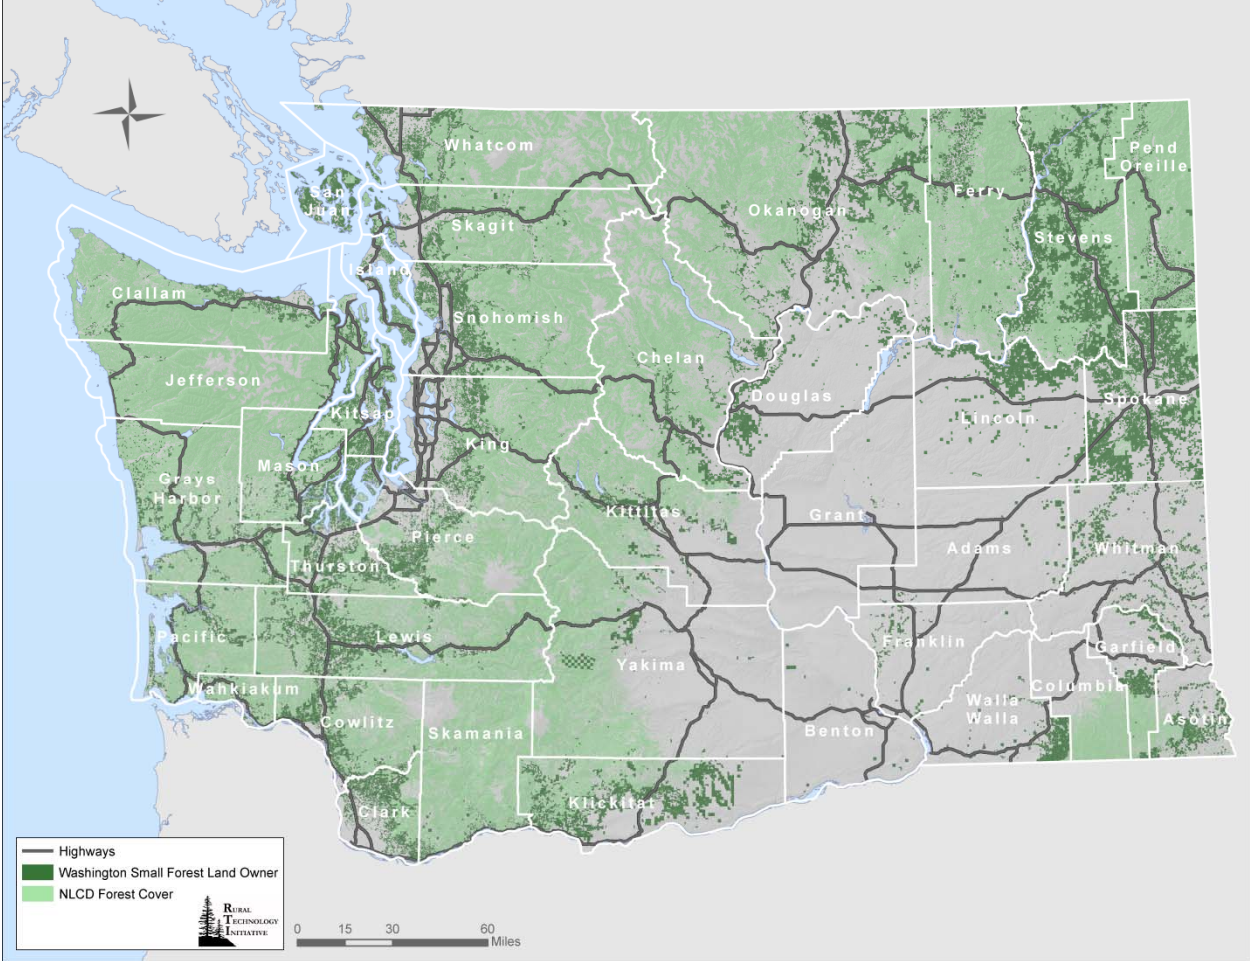 Whatcom
Pend
Oreille
San
Juan
Ferry
Okanogan
Skagit
Stevens
Island
Clallam
Snohomish
Chelan
Jefferson
Douglas
Spokane
Kitsap
Lincoln
King
Mason
Grays
Harbor
Kittitas
Grant
Pierce
Adams
Whitman
Thurston
Pacific
Lewis
Franklin
Garfield
Yakima
Wahkiakum
Columbia
Walla
Walla
Cowlitz
Skamania
Asotin
Benton
Klickitat
Clark
Highways
Washington Small Forest Land Owner
NLCD Forest Cover
RURAL
TECHNOLOGY
INITIATIVE
0 15 30 60
Miles